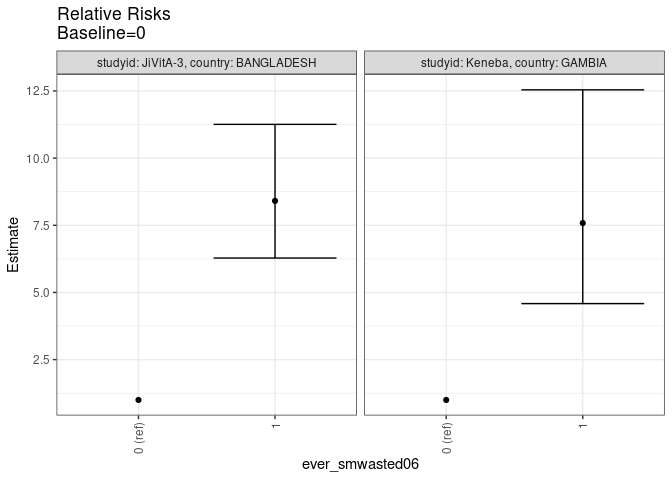 Relative Risks
Baseline=0
studyid: JiVitA-3, country: BANGLADESH
studyid: Keneba, country: GAMBIA
12.5
10.0
7.5
5.0
2.5
Estimate
0 (ref)
1
0 (ref)
1
ever_smwasted06